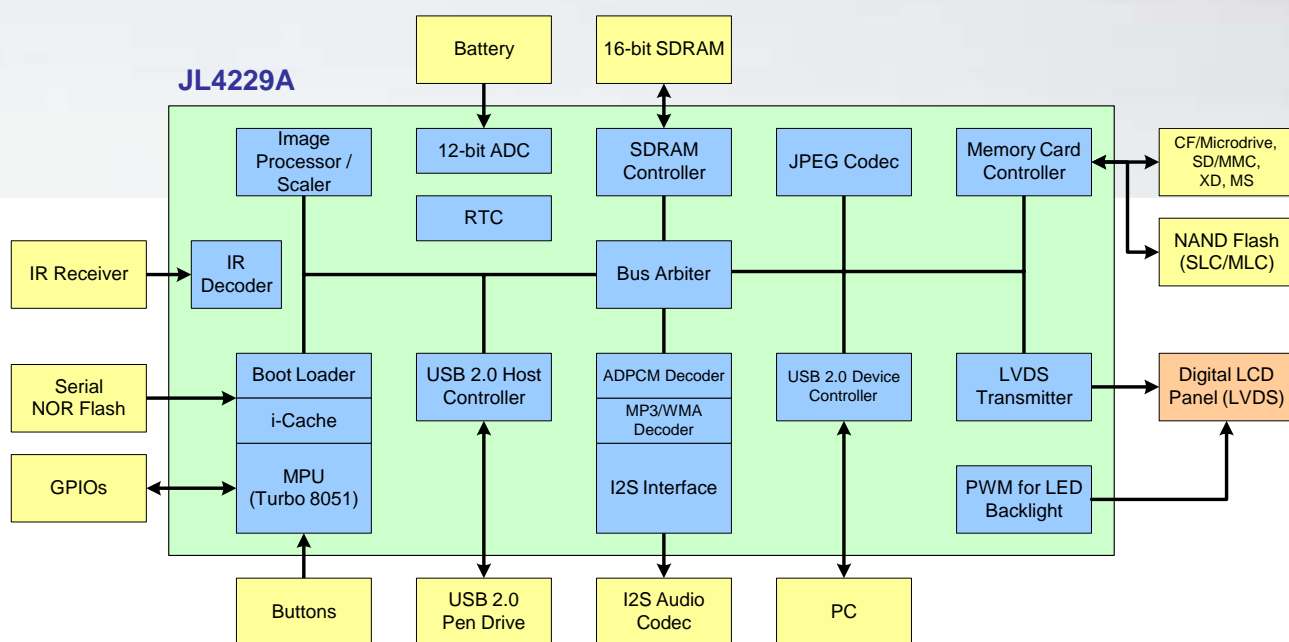 Battery
16-bit SDRAM
JL4229A
Image
Processor /
Scaler
12-bit ADC
SDRAM
Controller
JPEG Codec
Memory Card
Controller
CF/Microdrive,
SD/MMC,
XD, MS
RTC
IR Receiver
IR
Decoder
Bus Arbiter
NAND Flash
(SLC/MLC)
Serial
NOR Flash
Boot Loader
i-Cache
MPU
(Turbo 8051)
USB 2.0 Host
Controller
ADPCM Decoder
MP3/WMA
Decoder
I2S Interface
USB 2.0 Device
Controller
LVDS
Transmitter
Digital LCD
Panel (LVDS)
GPIOs
PWM for LED
Backlight
Buttons
USB 2.0
Pen Drive
I2S Audio
Codec
PC